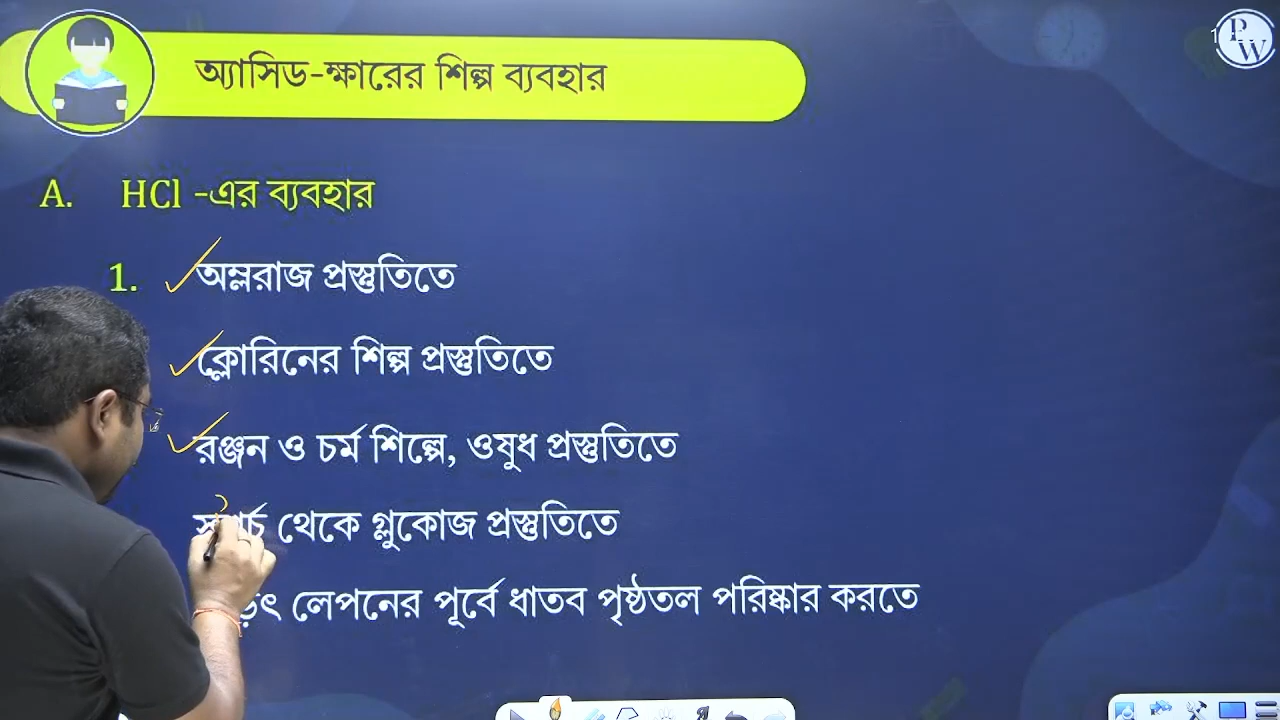 অ্যাসিড-ক্ষারের শিল্প ব্যবহার
PW
A. HCl -এর ব্যবহার
1. অম্লরাজ প্রস্তুতিতে
ক্লোরিনের শিল্প প্রস্তুতিতে
রঞ্জন ও চর্ম শিল্পে, ওষুধ প্রস্তুতিতে
থেকে গ্লুকোজ প্রস্তুতিতে
লেপনের পূর্বে ধাতব পৃষ্ঠতল পরিষ্কার করতে